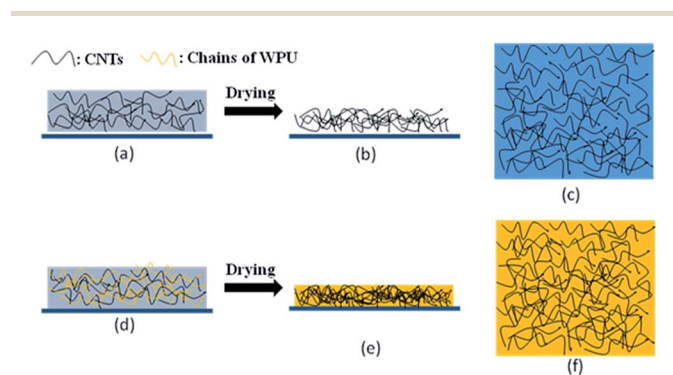 : CNTs : Chains of WPU
Drying
(a)
(b)
(c)
Drying
(d)
(e)
(f)